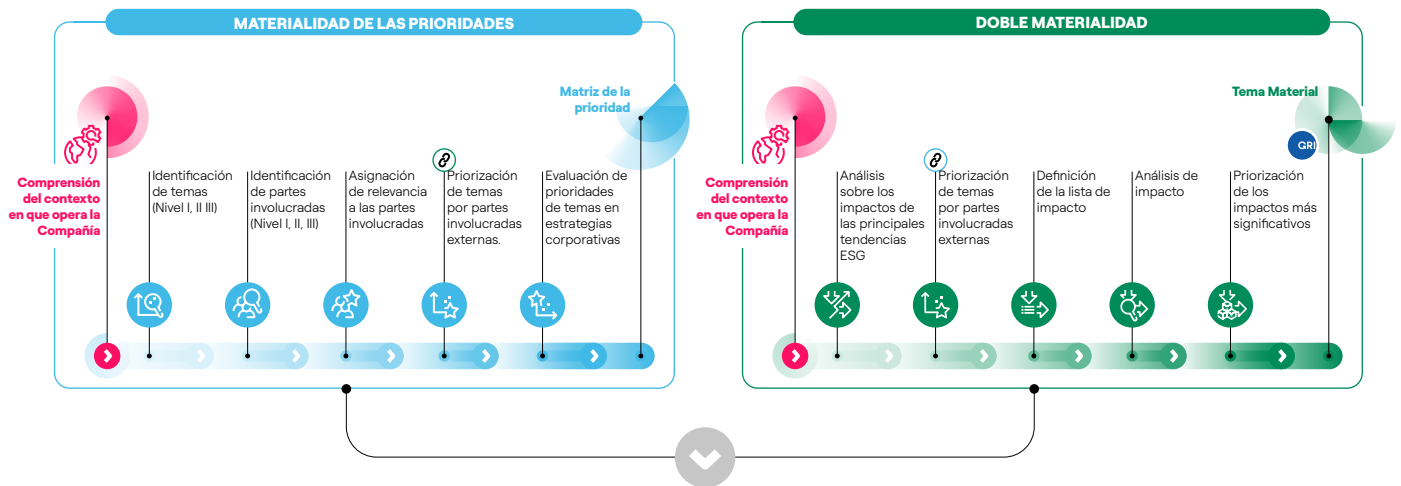 MATERIALIDAD DE LAS PRIORIDADES
Matriz de la
prioridad
Comprensión
del contexto
en que opera la
Compañía
Identificación
de temas
(Nivel I, II III)
Identificación
de partes
involucradas
(Nivel I, II, III)
Asignación
de relevancia
a las partes
involucradas
Priorización
de temas
por partes
involucradas
externas.
Evaluación de
prioridades
de temas en
estrategias
corporativas
DOBLE MATERIALIDAD
Tema Material
GRI
Comprensión
del contexto
en que opera la
Compañía
Análisis
sobre los
impactos de
las principales
tendencias
ESG
Priorización
de temas
por partes
involucradas
externas
Definición
de la lista de
impacto
Análisis de
impacto
Priorización
de los
impactos más
significativos